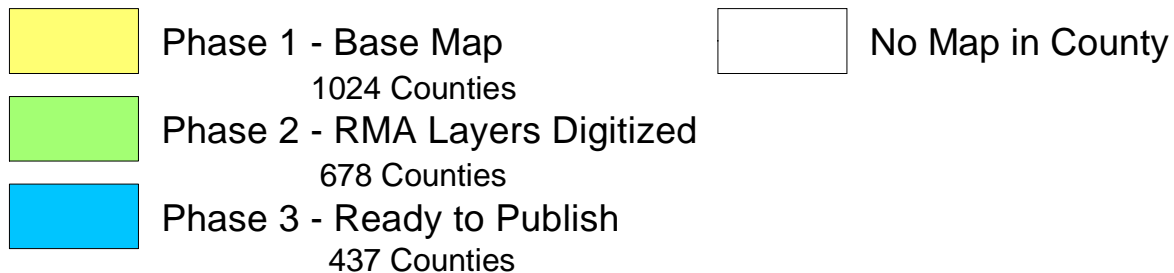 Phase 1 - Base Map
1024 Counties
Phase 2 - RMA Layers Digitized
678 Counties
Phase 3 - Ready to Publish
437 Counties
No Map in County